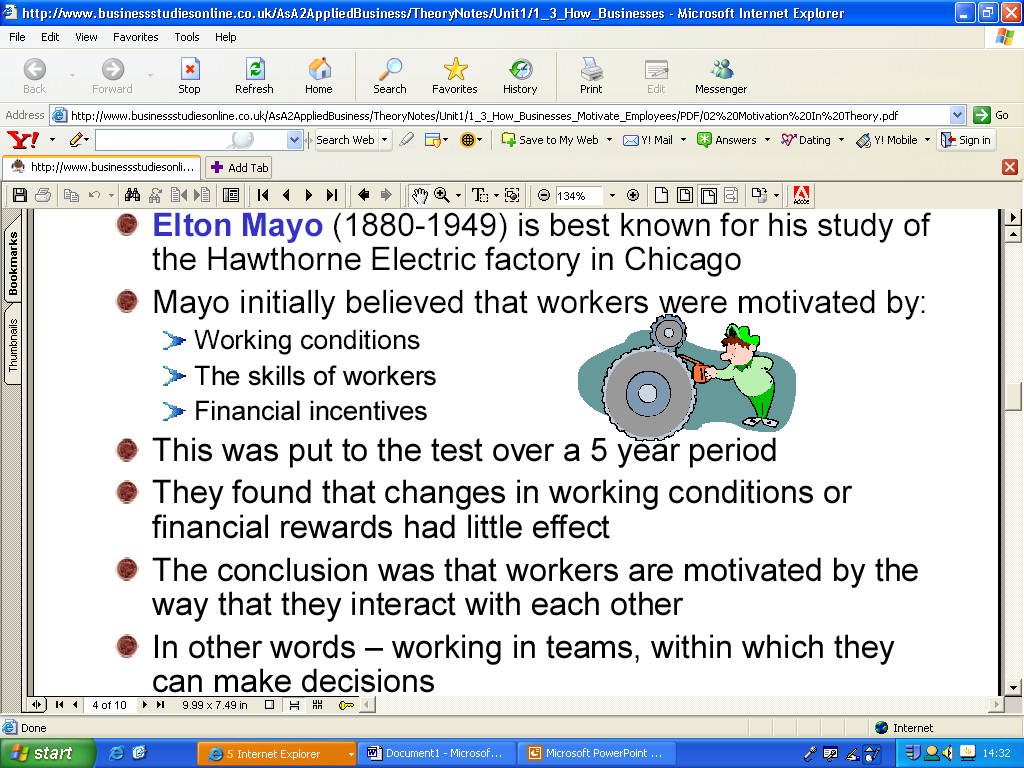 http://www.businessstudiesonline.co.uk/AsA2AppliedBusiness/TheoryNotes/Unit1/1_3_How_Businesses - Microsoft Internet Explorer
File Edit View Favorites Tools Help
Back Forward Stop Refresh Home Search Favorites History Print Edit Messenger
Address http://www.businessstudiesonline.co.uk/AsA2AppliedBusiness/TheoryNotes/Unit1/1_3_How_Businesses_Motivate_Employees/PDF/02%20Motivation%20In%20Theory.pdf Go
Y! Search Web Save to My Web Y! Mail Answers Dating Y! Mobile Sign in
http://www.businessstudiesonli... Add Tab
134% Adobe
Bookmarks
Thumbnails
Elton Mayo (1880-1949) is best known for his study of
the Hawthorne Electric factory in Chicago
Mayo initially believed that workers were motivated by:
Working conditions
The skills of workers
Financial incentives
This was put to the test over a 5 year period
They found that changes in working conditions or
financial rewards had little effect
The conclusion was that workers are motivated by the
way that they interact with each other
In other words – working in teams, within which they
can make decisions
4 of 10 9.99 x 7.49 in
Done Internet
start 5 Internet Explorer Document1 - Microsof... Microsoft PowerPoint ... 14:32